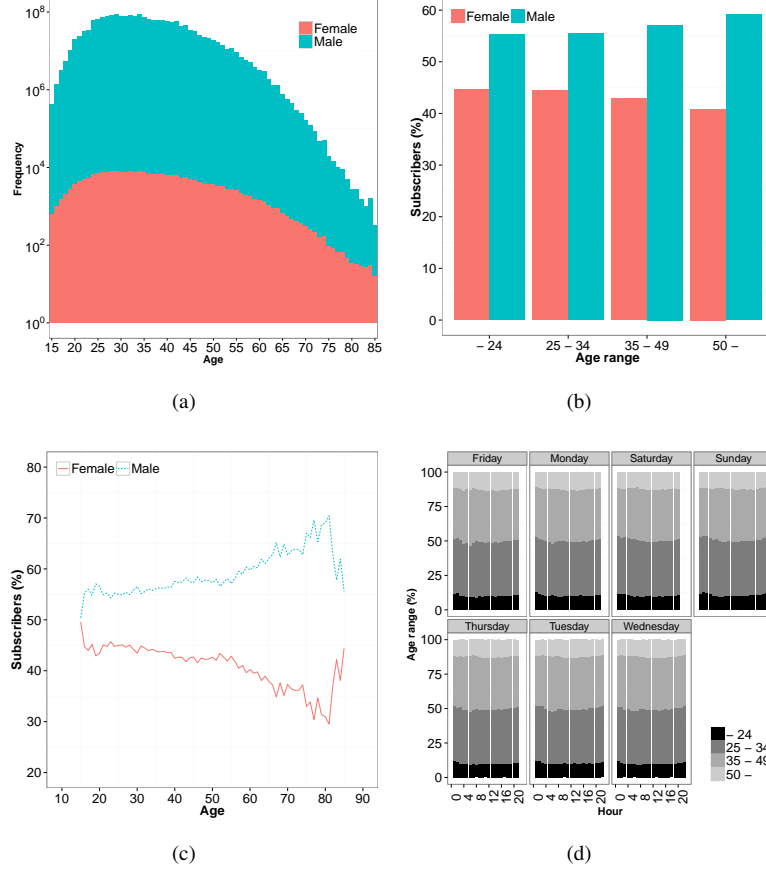 10^8
10^6
10^4
10^2
10^0
Frequency
Female
Male
15 20 25 30 35 40 45 50 55 60 65 70 75 80 85
Age
(a)
60
50
40
30
20
10
0
Subscribers (%)
Female Male
– 24 25 – 34 35 – 49 50 –
Age range
(b)
80
70
60
50
40
30
20
Subscribers (%)
Female Male
10 20 30 40 50 60 70 80 90
Age
(c)
Friday Monday Saturday Sunday
100
75
50
25
0
Age range (%)
Thursday Tuesday Wednesday
100
75
50
25
0
0 4 8 12 16 20 0 4 8 12 16 20 0 4 8 12 16 20
Hour
– 24
25 – 34
35 – 49
50 –
(d)